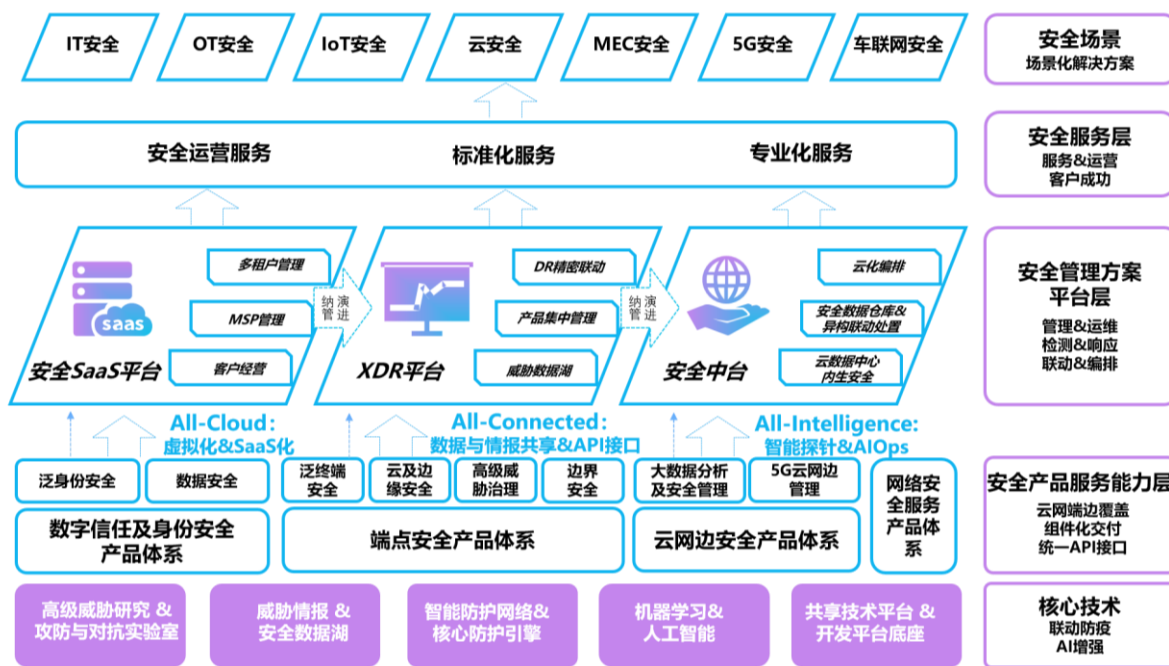 IT安全
OT安全
IoT安全
云安全
MEC安全
5G安全
车联网安全
安全场景
场景化解决方案
安全运营服务
标准化服务
专业化服务
安全服务层
服务&运营
客户成功
多租户管理
MSP管理
客户经营
saas
安全SaaS平台
纳管
演进
DR精密联动
产品集中管理
威胁数据湖
XDR平台
纳管
演进
云化编排
安全数据仓库&
异构联动处置
云数据中心
内生安全
安全中台
安全管理方案
平台层
管理&运维
检测&响应
联动&编排
All-Cloud：
虚拟化&SaaS化
All-Connected：
数据与情报共享&API接口
All-Intelligence:
智能探针&AIOps
泛身份安全
数据安全
数字信任及身份安全
产品体系
泛终端
安全
云及边
缘安全
高级威
胁治理
边界
安全
端点安全产品体系
大数据分析
及安全管理
5G云网边
管理
云网边安全产品体系
网络安
全服务
产品体
系
安全产品服务能力层
云网端边覆盖
组件化交付
统一API接口
高级威胁研究 &
攻防与对抗实验室
威胁情报 &
安全数据湖
智能防护网络&
核心防护引擎
机器学习&
人工智能
共享技术平台 &
开发平台底座
核心技术
联动防疫
AI增强